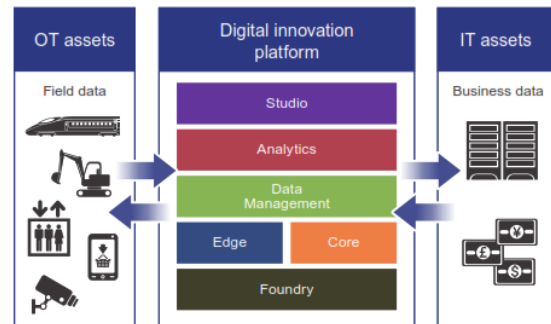 OT assets
Field data
Digital innovation
platform
Studio
Analytics
Data
Management
Edge
Core
Foundry
IT assets
Business data
¥
£
$